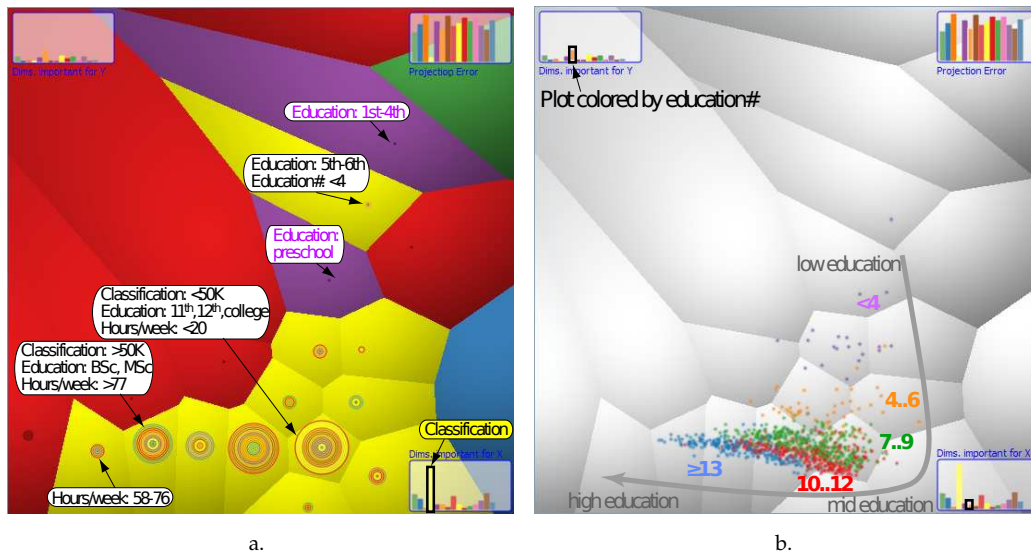 Dims. important for Y
Projection Error
Education: 1st-4th
Education: 5th-6th
Education#: <4
Education:
preschool
Classification: <50K
Education: 11th,12th,college
Hours/week: <20
Classification: >50K
Education: BSc, MSc
Hours/week: >77
Classification
Hours/week: 58-76
Dims. important for X
a.
Dims. important for Y
Projection Error
Plot colored by education#
low education
<4
4..6
7..9
≥13
10..12
high education
mid education
Dims. important for X
b.